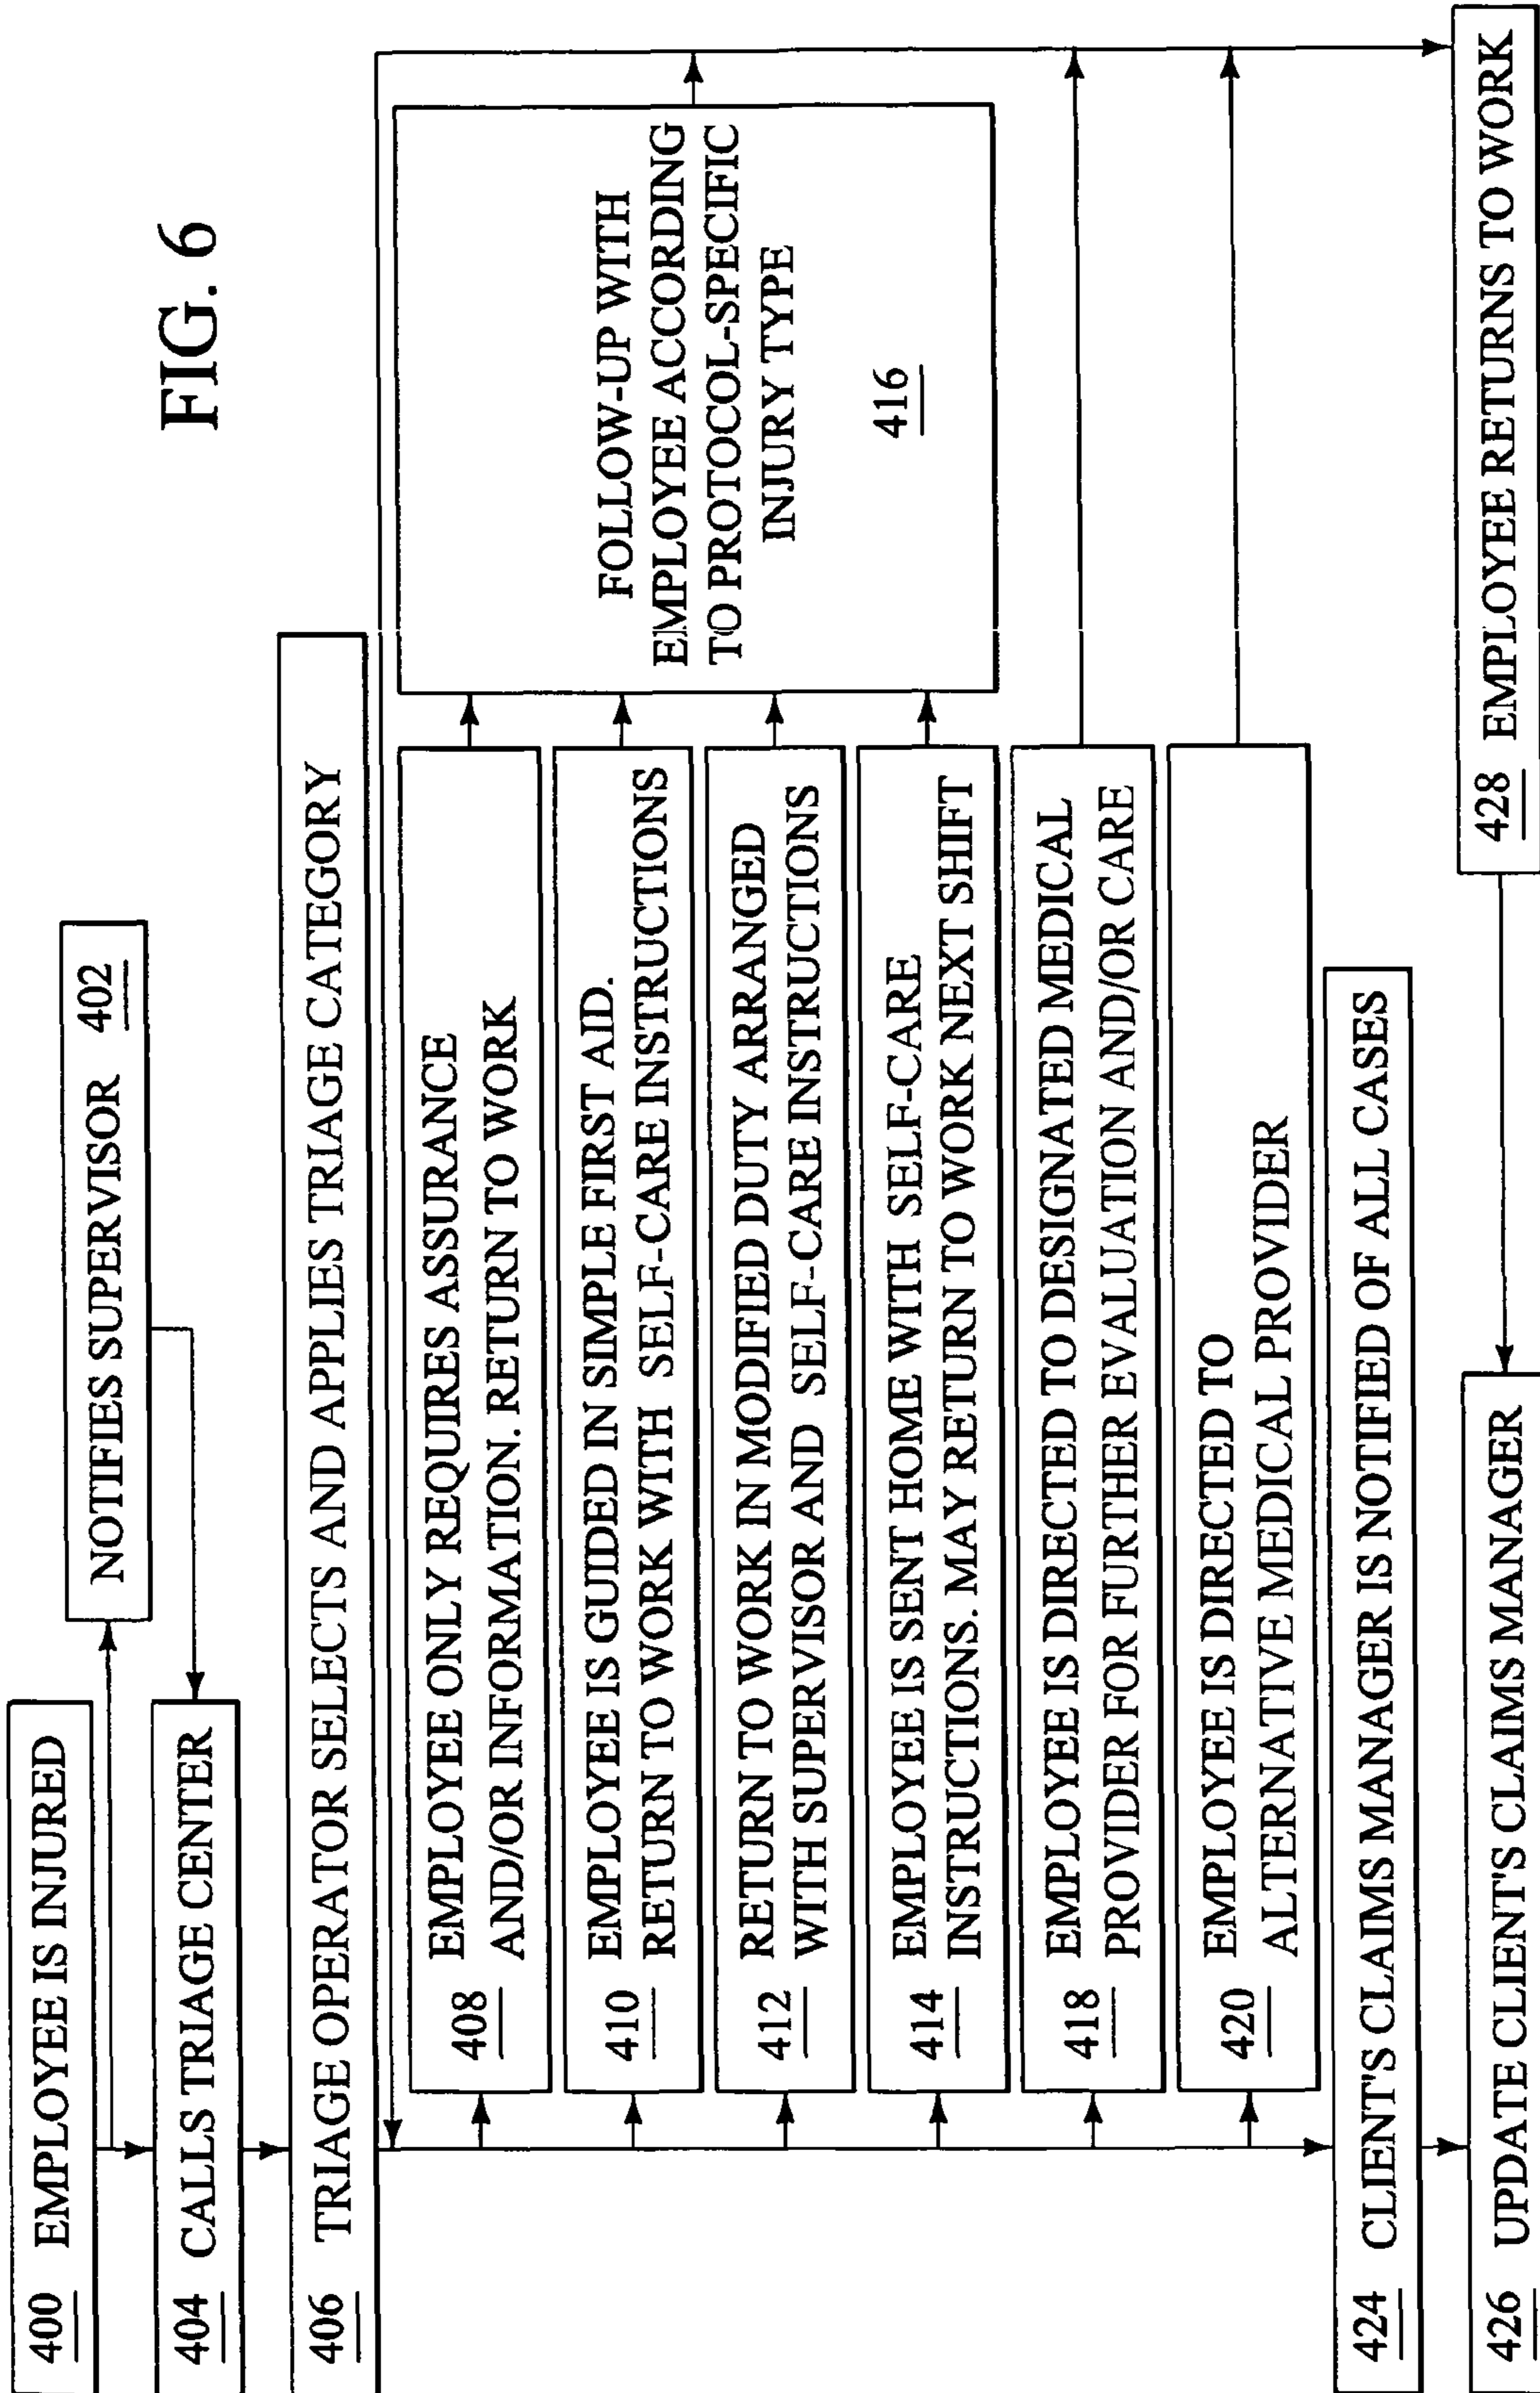 FIG. 6
400 EMPLOYEE IS INJURED
NOTIFIES SUPERVISOR 402
404 CALLS TRIAGE CENTER
406 TRIAGE OPERATOR SELECTS AND APPLIES TRIAGE CATEGORY
408 EMPLOYEE ONLY REQUIRES ASSURANCE
AND/OR INFORMATION. RETURN TO WORK
410 EMPLOYEE IS GUIDED IN SIMPLE FIRST AID.
RETURN TO WORK WITH SELF-CARE INSTRUCTIONS
412 RETURN TO WORK IN MODIFIED DUTY ARRANGED
WITH SUPERVISOR AND SELF-CARE INSTRUCTIONS
414 EMPLOYEE IS SENT HOME WITH SELF-CARE
INSTRUCTIONS. MAY RETURN TO WORK NEXT SHIFT
FOLLOW-UP WITH
EMPLOYEE ACCORDING
TO PROTOCOL-SPECIFIC
INJURY TYPE
416
418 EMPLOYEE IS DIRECTED TO DESIGNATED MEDICAL
PROVIDER FOR FURTHER EVALUATION AND/OR CARE
420 EMPLOYEE IS DIRECTED TO
ALTERNATIVE MEDICAL PROVIDER
424 CLIENT'S CLAIMS MANAGER IS NOTIFIED OF ALL CASES
426 UPDATE CLIENT'S CLAIMS MANAGER
428 EMPLOYEE RETURNS TO WORK